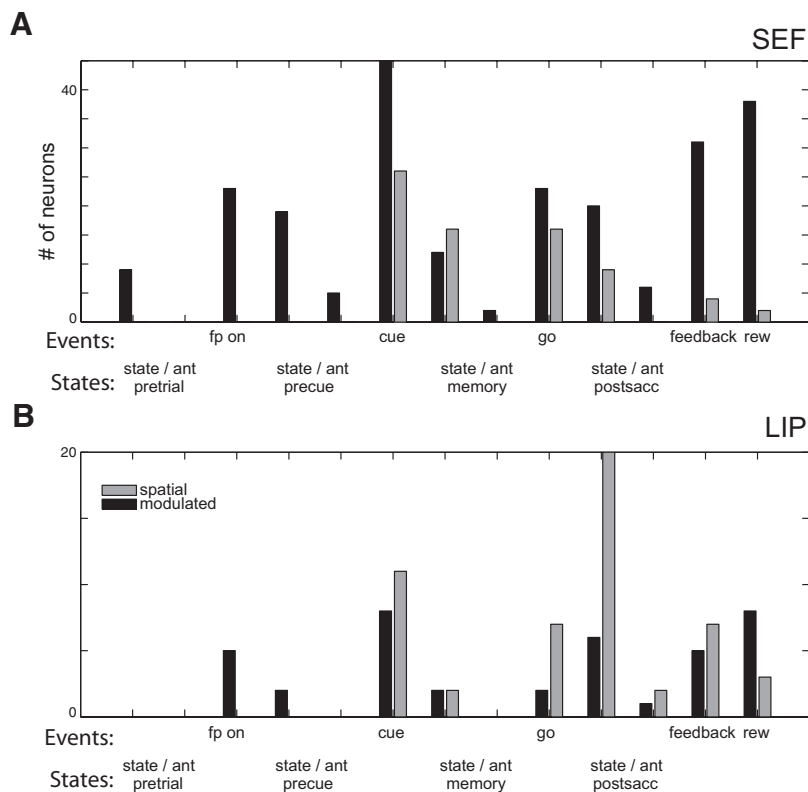 A
SEF
40
# of neurons
0
Events:
fp on
cue
go
feedback
rew
States:
state / ant
pretrial
state / ant
precue
state / ant
memory
state / ant
postsacc
B
LIP
20
spatial
modulated
0
Events:
fp on
cue
go
feedback
rew
States:
state / ant
pretrial
state / ant
precue
state / ant
memory
state / ant
postsacc